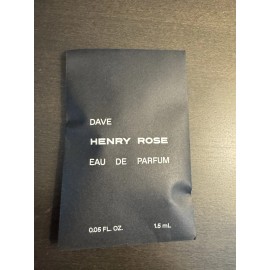 DAVE
HENRY ROSE
EAU DE PARFUM
0.05 FL. OZ. 1.5 mL